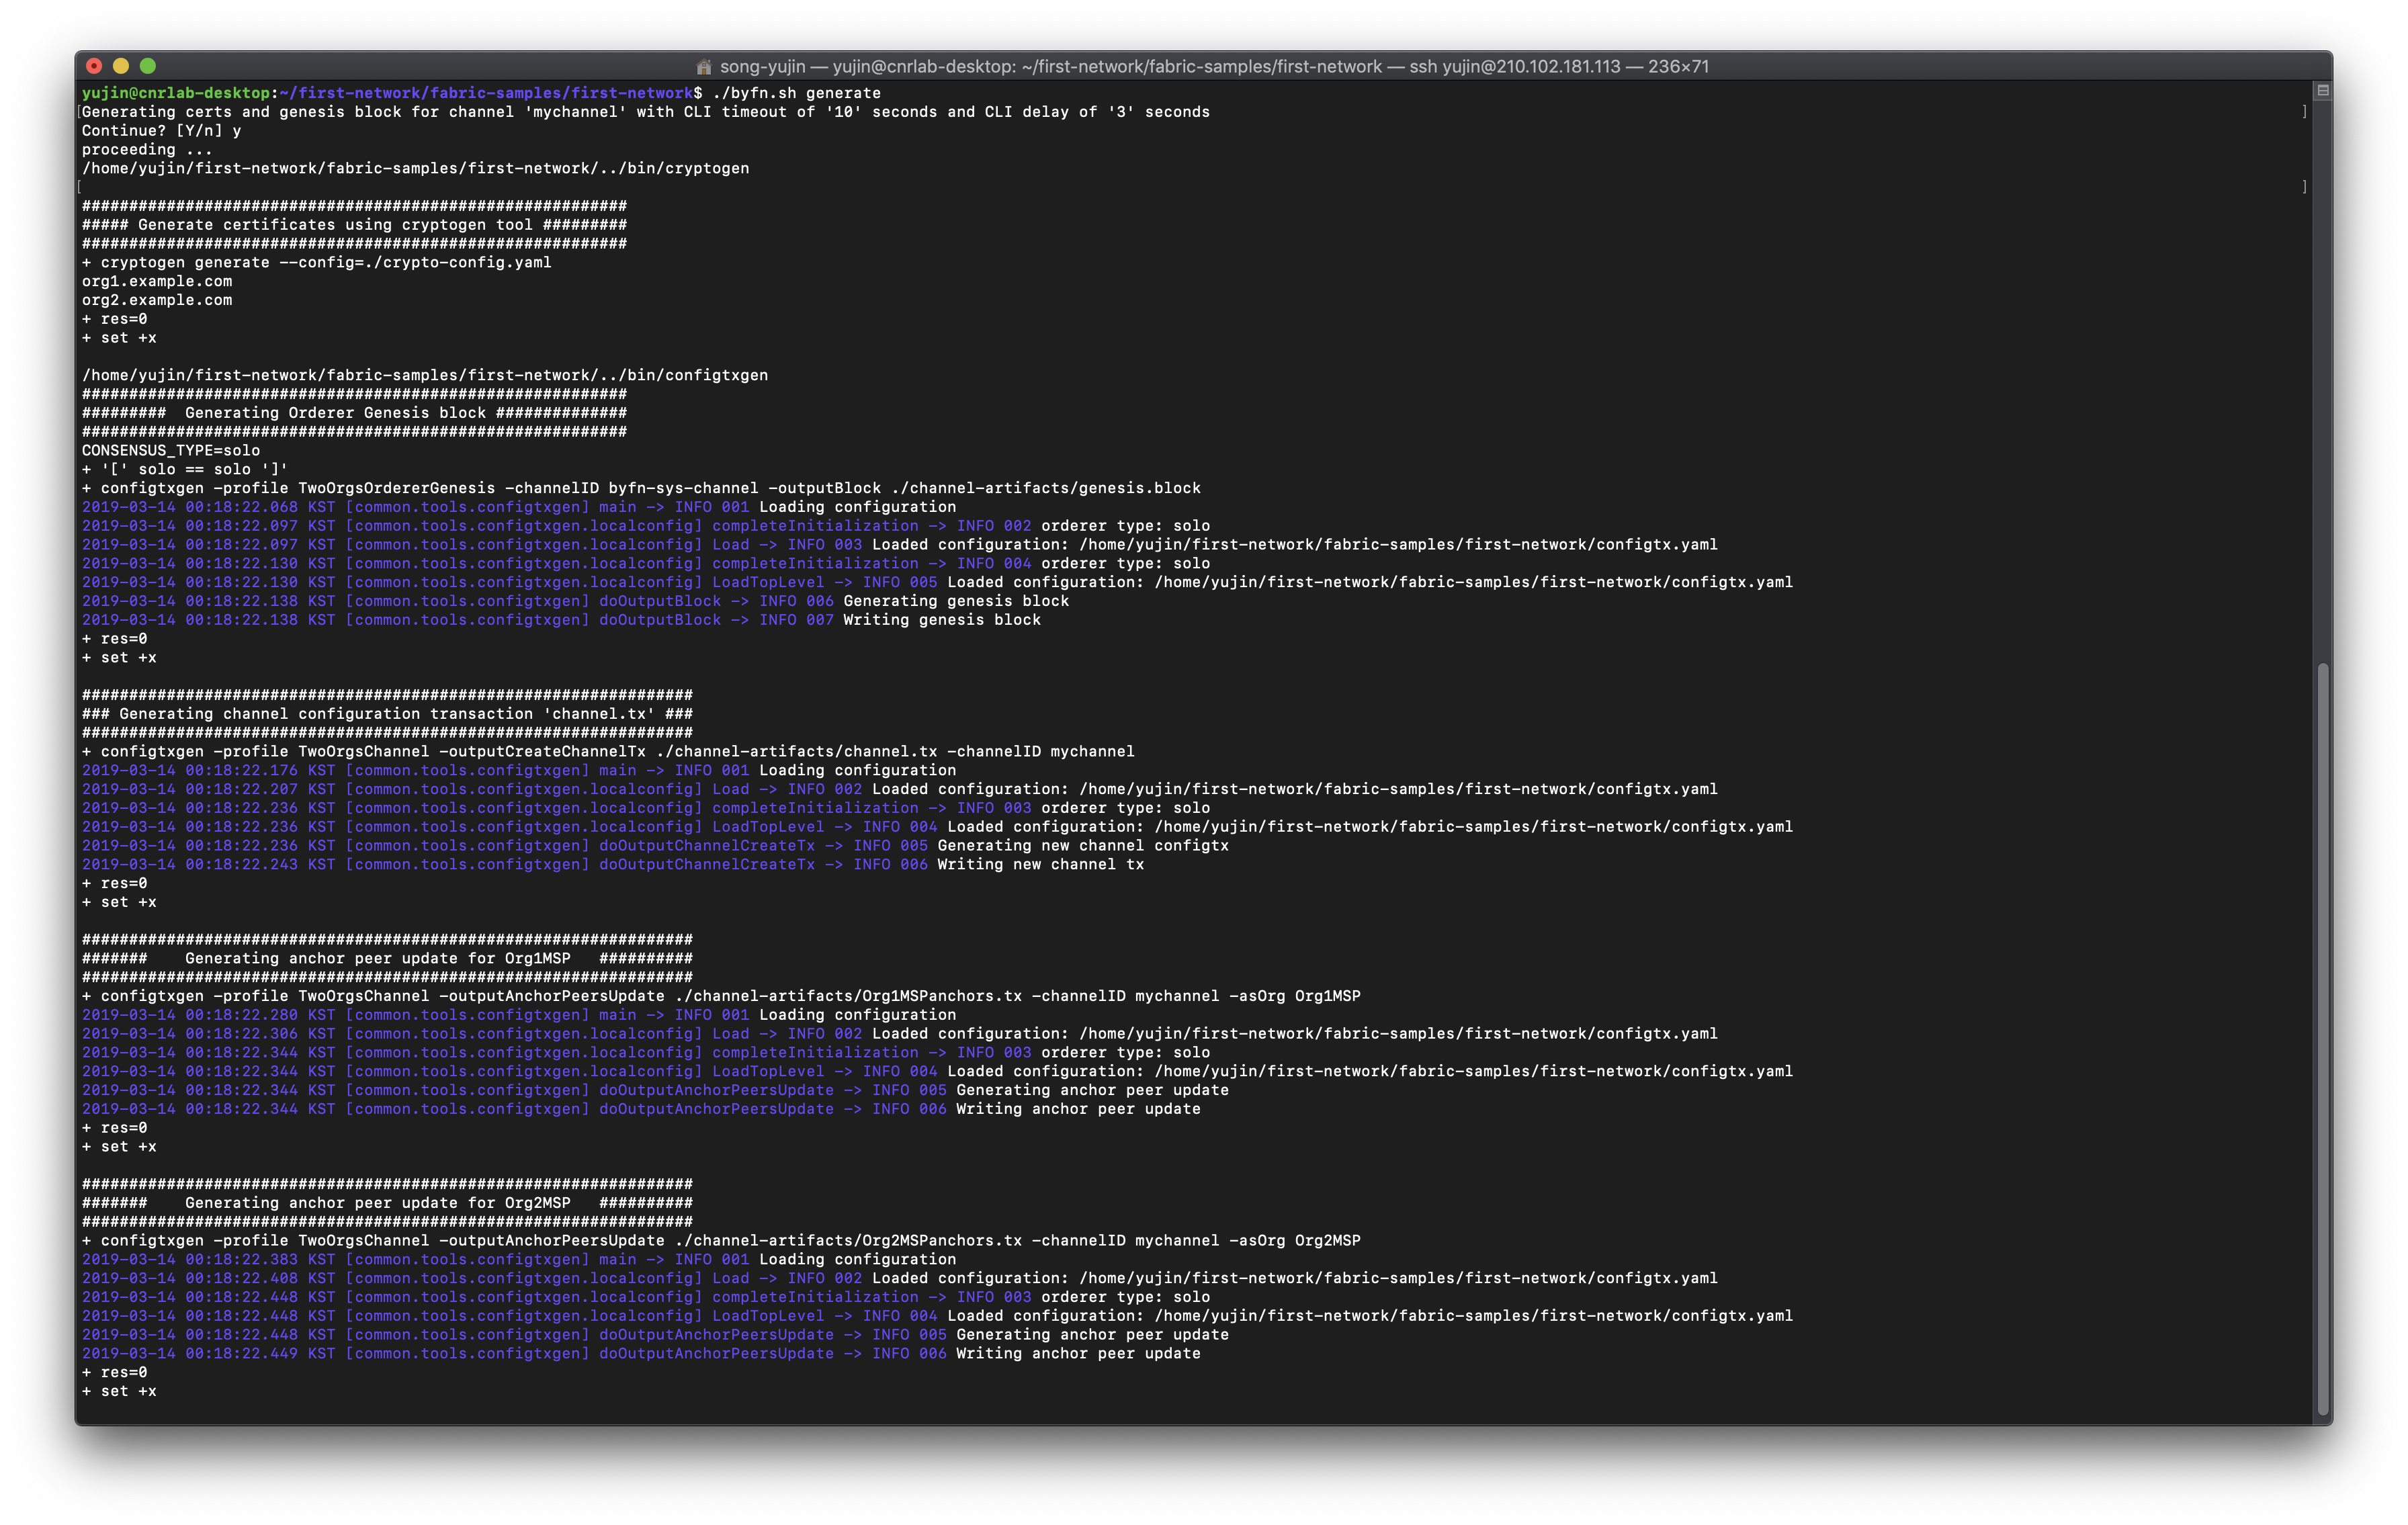 song-yujin — yujin@cnrlab-desktop: ~/first-network/fabric-samples/first-network — ssh yujin@210.102.181.113 — 236×71
yujin@cnrlab-desktop:~/first-network/fabric-samples/first-network$ ./byfn.sh generate
[Generating certs and genesis block for channel 'mychannel' with CLI timeout of '10' seconds and CLI delay of '3' seconds ]
Continue? [Y/n] y
proceeding ...
/home/yujin/first-network/fabric-samples/first-network/../bin/cryptogen
[ ]
##########################################################
##### Generate certificates using cryptogen tool #########
##########################################################
+ cryptogen generate --config=./crypto-config.yaml
org1.example.com
org2.example.com
+ res=0
+ set +x
/home/yujin/first-network/fabric-samples/first-network/../bin/configtxgen
##########################################################
#########  Generating Orderer Genesis block ##############
##########################################################
CONSENSUS_TYPE=solo
+ '[' solo == solo ']'
+ configtxgen -profile TwoOrgsOrdererGenesis -channelID byfn-sys-channel -outputBlock ./channel-artifacts/genesis.block
2019-03-14 00:18:22.068 KST [common.tools.configtxgen] main -> INFO 001 Loading configuration
2019-03-14 00:18:22.097 KST [common.tools.configtxgen.localconfig] completeInitialization -> INFO 002 orderer type: solo
2019-03-14 00:18:22.097 KST [common.tools.configtxgen.localconfig] Load -> INFO 003 Loaded configuration: /home/yujin/first-network/fabric-samples/first-network/configtx.yaml
2019-03-14 00:18:22.130 KST [common.tools.configtxgen.localconfig] completeInitialization -> INFO 004 orderer type: solo
2019-03-14 00:18:22.130 KST [common.tools.configtxgen.localconfig] LoadTopLevel -> INFO 005 Loaded configuration: /home/yujin/first-network/fabric-samples/first-network/configtx.yaml
2019-03-14 00:18:22.138 KST [common.tools.configtxgen] doOutputBlock -> INFO 006 Generating genesis block
2019-03-14 00:18:22.138 KST [common.tools.configtxgen] doOutputBlock -> INFO 007 Writing genesis block
+ res=0
+ set +x
#################################################################
### Generating channel configuration transaction 'channel.tx' ###
#################################################################
+ configtxgen -profile TwoOrgsChannel -outputCreateChannelTx ./channel-artifacts/channel.tx -channelID mychannel
2019-03-14 00:18:22.176 KST [common.tools.configtxgen] main -> INFO 001 Loading configuration
2019-03-14 00:18:22.207 KST [common.tools.configtxgen.localconfig] Load -> INFO 002 Loaded configuration: /home/yujin/first-network/fabric-samples/first-network/configtx.yaml
2019-03-14 00:18:22.236 KST [common.tools.configtxgen.localconfig] completeInitialization -> INFO 003 orderer type: solo
2019-03-14 00:18:22.236 KST [common.tools.configtxgen.localconfig] LoadTopLevel -> INFO 004 Loaded configuration: /home/yujin/first-network/fabric-samples/first-network/configtx.yaml
2019-03-14 00:18:22.236 KST [common.tools.configtxgen] doOutputChannelCreateTx -> INFO 005 Generating new channel configtx
2019-03-14 00:18:22.243 KST [common.tools.configtxgen] doOutputChannelCreateTx -> INFO 006 Writing new channel tx
+ res=0
+ set +x
#################################################################
#######    Generating anchor peer update for Org1MSP   ##########
#################################################################
+ configtxgen -profile TwoOrgsChannel -outputAnchorPeersUpdate ./channel-artifacts/Org1MSPanchors.tx -channelID mychannel -asOrg Org1MSP
2019-03-14 00:18:22.280 KST [common.tools.configtxgen] main -> INFO 001 Loading configuration
2019-03-14 00:18:22.306 KST [common.tools.configtxgen.localconfig] Load -> INFO 002 Loaded configuration: /home/yujin/first-network/fabric-samples/first-network/configtx.yaml
2019-03-14 00:18:22.344 KST [common.tools.configtxgen.localconfig] completeInitialization -> INFO 003 orderer type: solo
2019-03-14 00:18:22.344 KST [common.tools.configtxgen.localconfig] LoadTopLevel -> INFO 004 Loaded configuration: /home/yujin/first-network/fabric-samples/first-network/configtx.yaml
2019-03-14 00:18:22.344 KST [common.tools.configtxgen] doOutputAnchorPeersUpdate -> INFO 005 Generating anchor peer update
2019-03-14 00:18:22.344 KST [common.tools.configtxgen] doOutputAnchorPeersUpdate -> INFO 006 Writing anchor peer update
+ res=0
+ set +x
#################################################################
#######    Generating anchor peer update for Org2MSP   ##########
#################################################################
+ configtxgen -profile TwoOrgsChannel -outputAnchorPeersUpdate ./channel-artifacts/Org2MSPanchors.tx -channelID mychannel -asOrg Org2MSP
2019-03-14 00:18:22.383 KST [common.tools.configtxgen] main -> INFO 001 Loading configuration
2019-03-14 00:18:22.408 KST [common.tools.configtxgen.localconfig] Load -> INFO 002 Loaded configuration: /home/yujin/first-network/fabric-samples/first-network/configtx.yaml
2019-03-14 00:18:22.448 KST [common.tools.configtxgen.localconfig] completeInitialization -> INFO 003 orderer type: solo
2019-03-14 00:18:22.448 KST [common.tools.configtxgen.localconfig] LoadTopLevel -> INFO 004 Loaded configuration: /home/yujin/first-network/fabric-samples/first-network/configtx.yaml
2019-03-14 00:18:22.448 KST [common.tools.configtxgen] doOutputAnchorPeersUpdate -> INFO 005 Generating anchor peer update
2019-03-14 00:18:22.449 KST [common.tools.configtxgen] doOutputAnchorPeersUpdate -> INFO 006 Writing anchor peer update
+ res=0
+ set +x